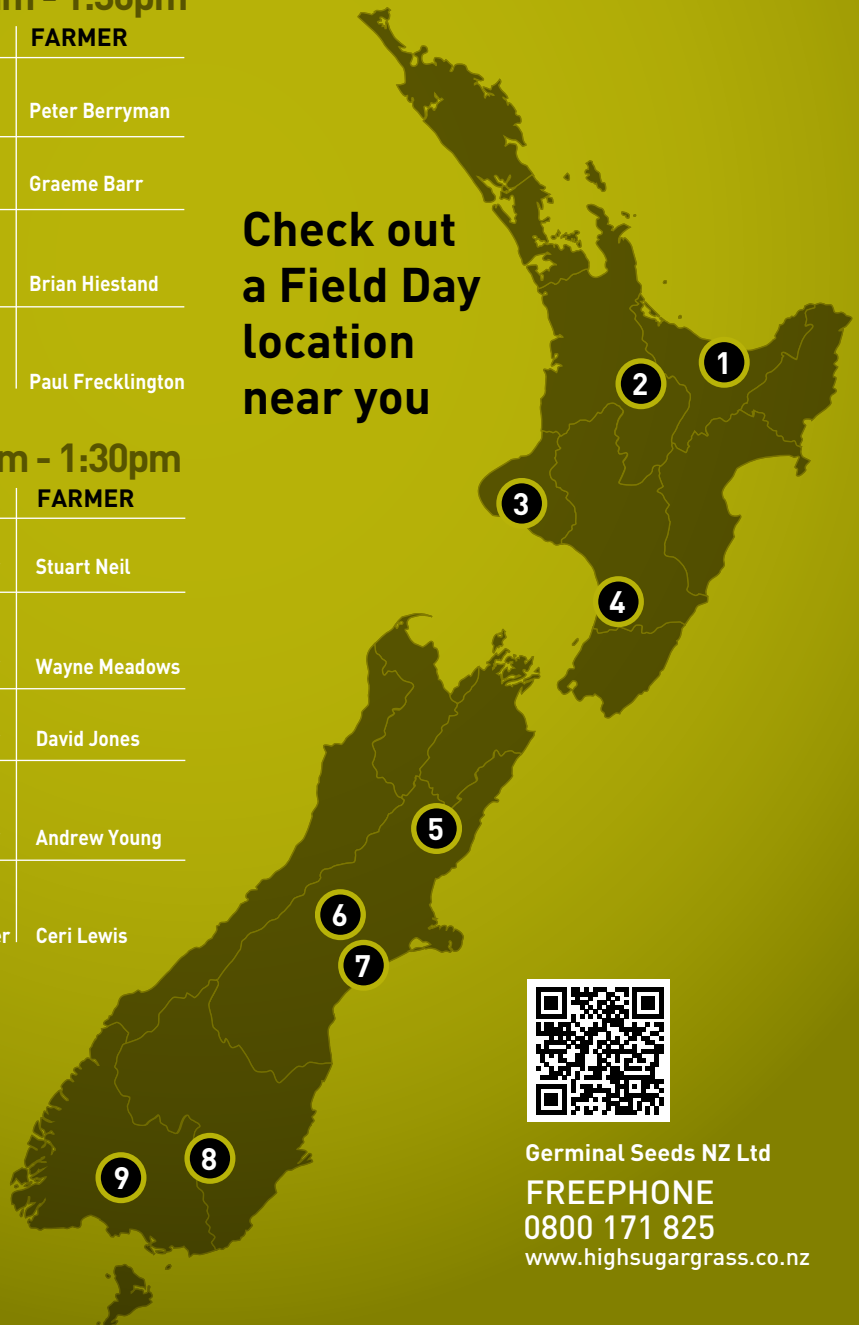 - 1:30pm
FARMER
Peter Berryman
Graeme Barr
Brian Hiestand
Paul Frecklington
- 1:30pm
FARMER
Stuart Neil
Wayne Meadows
David Jones
Andrew Young
Ceri Lewis
Check out
a Field Day
location
near you
1
2
3
4
5
6
7
8
9
Germinal Seeds NZ Ltd
FREEPHONE
0800 171 825
www.highsugargrass.co.nz